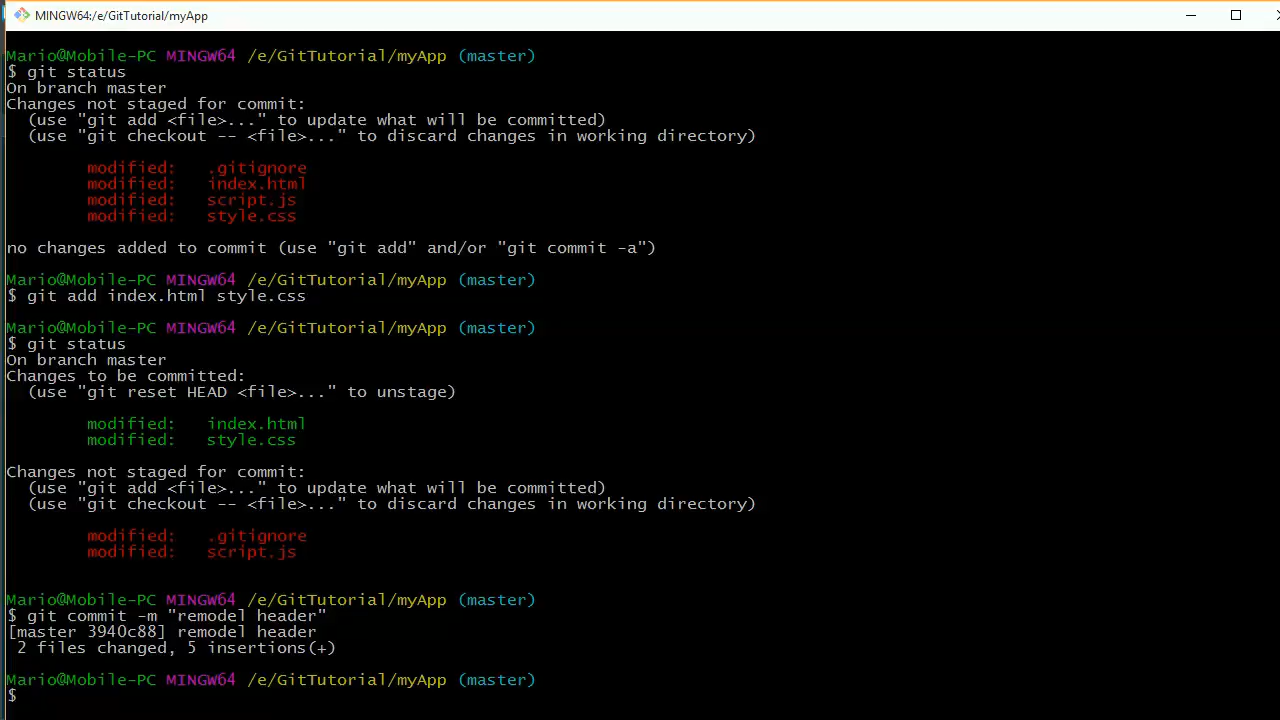 MINGW64:/e/GitTutorial/myApp
Mario@Mobile-PC MINGW64 /e/GitTutorial/myApp (master)
$ git status
On branch master
Changes not staged for commit:
  (use "git add <file>..." to update what will be committed)
  (use "git checkout -- <file>..." to discard changes in working directory)
        modified:   .gitignore
        modified:   index.html
        modified:   script.js
        modified:   style.css
no changes added to commit (use "git add" and/or "git commit -a")
Mario@Mobile-PC MINGW64 /e/GitTutorial/myApp (master)
$ git add index.html style.css
Mario@Mobile-PC MINGW64 /e/GitTutorial/myApp (master)
$ git status
On branch master
Changes to be committed:
  (use "git reset HEAD <file>..." to unstage)
        modified:   index.html
        modified:   style.css
Changes not staged for commit:
  (use "git add <file>..." to update what will be committed)
  (use "git checkout -- <file>..." to discard changes in working directory)
        modified:   .gitignore
        modified:   script.js
Mario@Mobile-PC MINGW64 /e/GitTutorial/myApp (master)
$ git commit -m "remodel header"
[master 3940c88] remodel header
 2 files changed, 5 insertions(+)
Mario@Mobile-PC MINGW64 /e/GitTutorial/myApp (master)
$